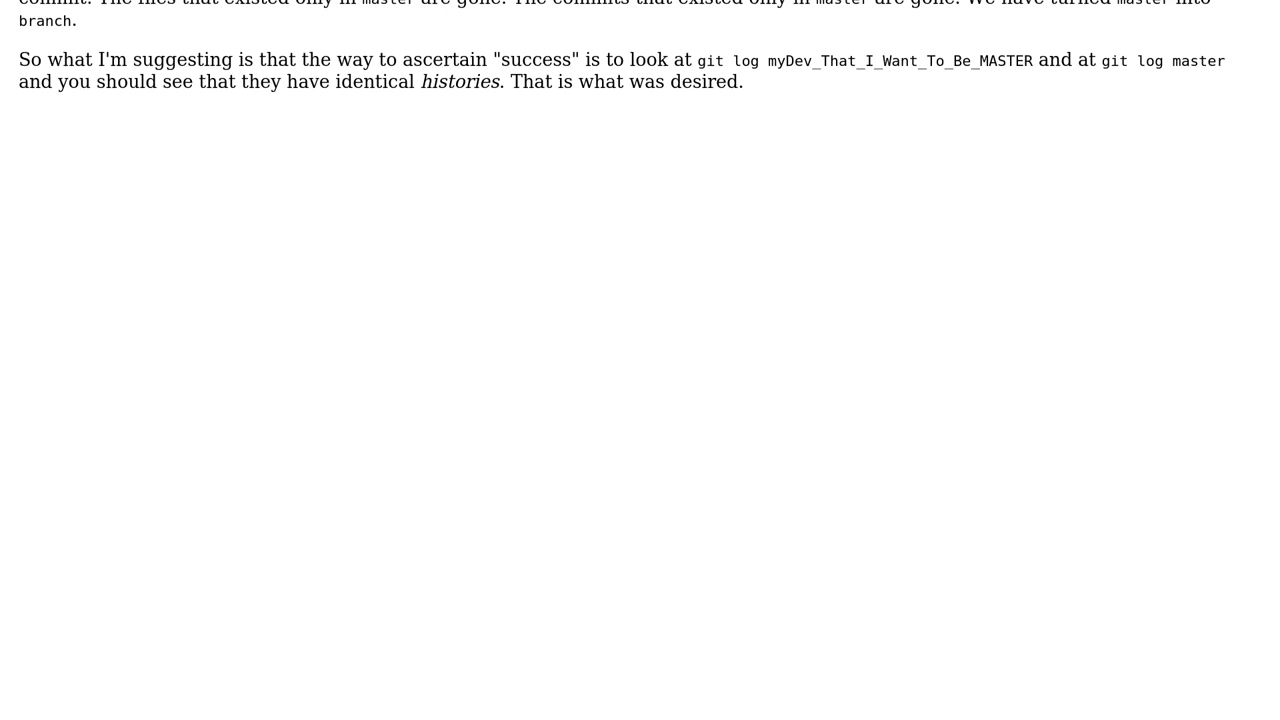 commit. The files that existed only in master are gone. The commits that existed only in master are gone. We have turned master into
branch.
So what I'm suggesting is that the way to ascertain "success" is to look at git log myDev_That_I_Want_To_Be_MASTER and at git log master
and you should see that they have identical histories. That is what was desired.